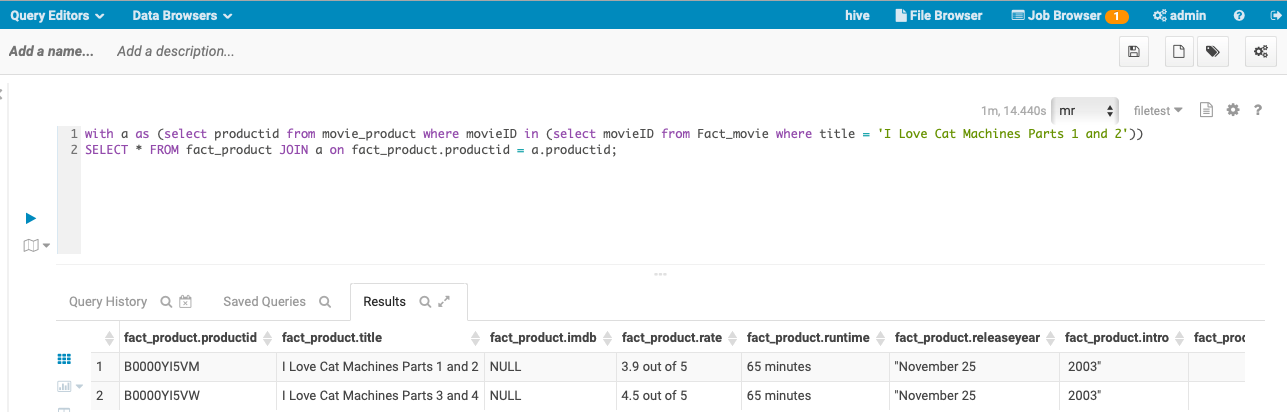 Query Editors Data Browsers hive File Browser Job Browser 1 admin
Add a name... Add a description...
1m, 14.440s mr filetest
1 with a as (select productid from movie_product where movieID in (select movieID from Fact_movie where title = 'I Love Cat Machines Parts 1 and 2'))
2 SELECT * FROM fact_product JOIN a on fact_product.productid = a.productid;
Query History Saved Queries Results
fact_product.productid fact_product.title fact_product.imdb fact_product.rate fact_product.runtime fact_product.releaseyear fact_product.intro fact_proc
1 B0000YI5VM I Love Cat Machines Parts 1 and 2 NULL 3.9 out of 5 65 minutes "November 25 2003"
2 B0000YI5VW I Love Cat Machines Parts 3 and 4 NULL 4.5 out of 5 65 minutes "November 25 2003"